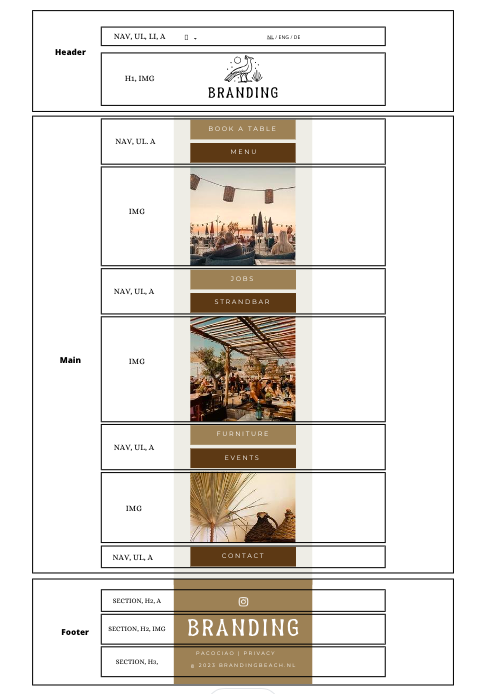 Header
NAV, UL, LI, A
NL / ENG / DE
H1, IMG
BRANDING
Main
NAV, UL. A
BOOK A TABLE
MENU
IMG
NAV, UL, A
JOBS
STRANDBAR
IMG
NAV, UL, A
FURNITURE
EVENTS
IMG
NAV, UL, A
CONTACT
Footer
SECTION, H2, A
SECTION, H2, IMG
BRANDING
SECTION, H2,
PACOCIAO | PRIVACY
@ 2023 BRANDINGBEACH.NL